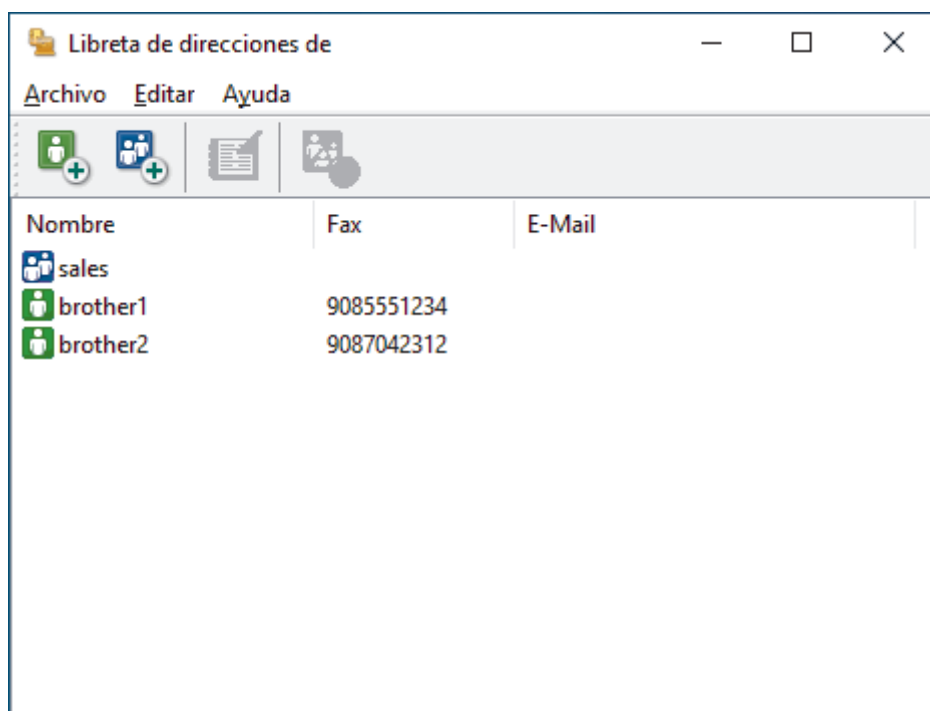 Libreta de direcciones de
Archivo Editar Ayuda
Nombre Fax E-Mail
sales
brother1 9085551234
brother2 9087042312